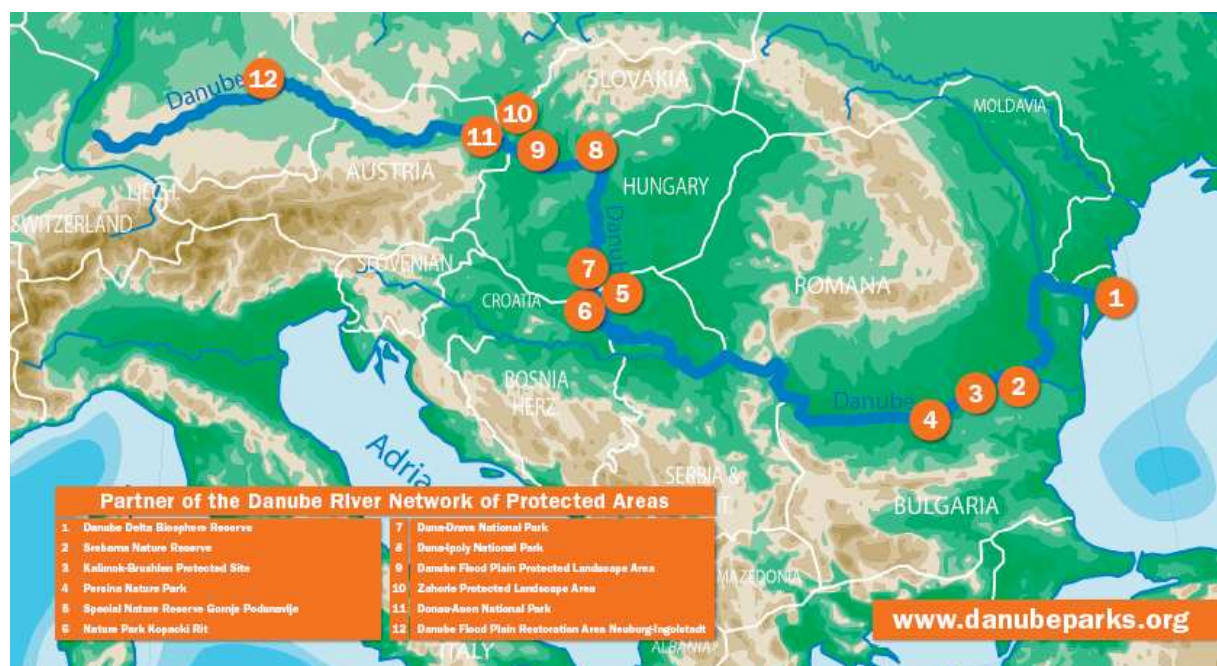 Danube
12
SLOVAKIA
MOLDAVIA
10
11
9
8
AUSTRIA
HUNGARY
LIECH.
SWITZERLAND
Danube
SLOVENIAN
7
ROMANA
5
1
CROATIA
6
BOSNIA
HERZ
2
3
Danube
4
Adria
SERBIA &
BULGARIA
MAZEDONIA
ALBANIA
ITALY
Partner of the Danube River Network of Protected Areas
1 Danube Delta Biosphere Reserve
2 Srebarna Nature Reserve
3 Kalimok-Brushlen Protected Site
4 Persina Nature Park
5 Special Nature Reserve Gornje Podunavlje
6 Nature Park Kopacki Rit
7 Duna-Drava National Park
8 Duna-Ipoly National Park
9 Danube Flood Plain Protected Landscape Area
10 Zahorie Protected Landscape Area
11 Donau-Auen National Park
12 Danube Flood Plain Restoration Area Neuburg-Ingolstadt
www.danubeparks.org